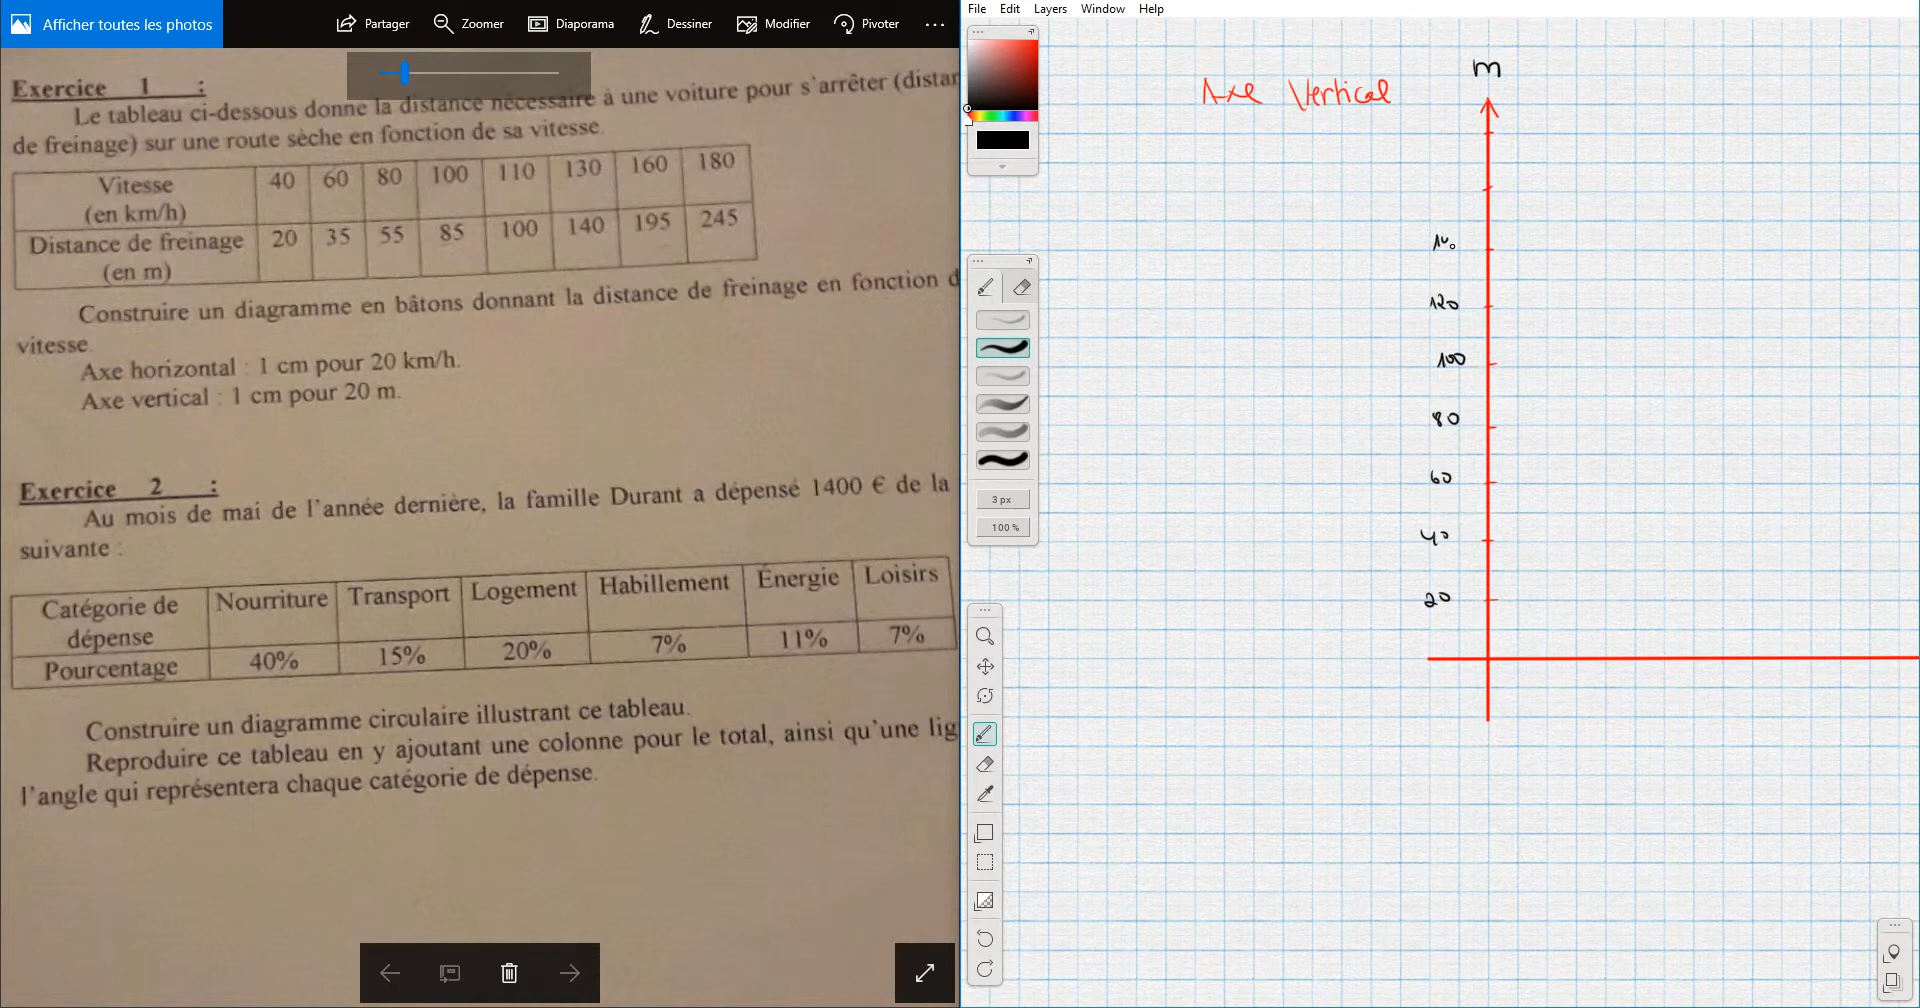 Afficher toutes les photos
Partager
Zoomer
Diaporama
Dessiner
Modifier
Pivoter
Exercice 1 :
Le tableau ci-dessous donne la distance nécessaire à une voiture pour s'arrêter (distan
de freinage) sur une route sèche en fonction de sa vitesse.
Vitesse (en km/h) 40 60 80 100 110 130 160 180
Distance de freinage (en m) 20 35 55 85 100 140 195 245
Construire un diagramme en bâtons donnant la distance de freinage en fonction d
vitesse.
Axe horizontal : 1 cm pour 20 km/h.
Axe vertical : 1 cm pour 20 m.
Exercice 2 :
Au mois de mai de l'année dernière, la famille Durant a dépensé 1400 € de la
suivante :
Catégorie de dépense Nourriture Transport Logement Habillement Énergie Loisirs
Pourcentage 40% 15% 20% 7% 11% 7%
Construire un diagramme circulaire illustrant ce tableau.
Reproduire ce tableau en y ajoutant une colonne pour le total, ainsi qu'une lig
l'angle qui représentera chaque catégorie de dépense.
File Edit Layers Window Help
3 px
100 %
Axe Vertical
m
140
120
100
80
60
40
20